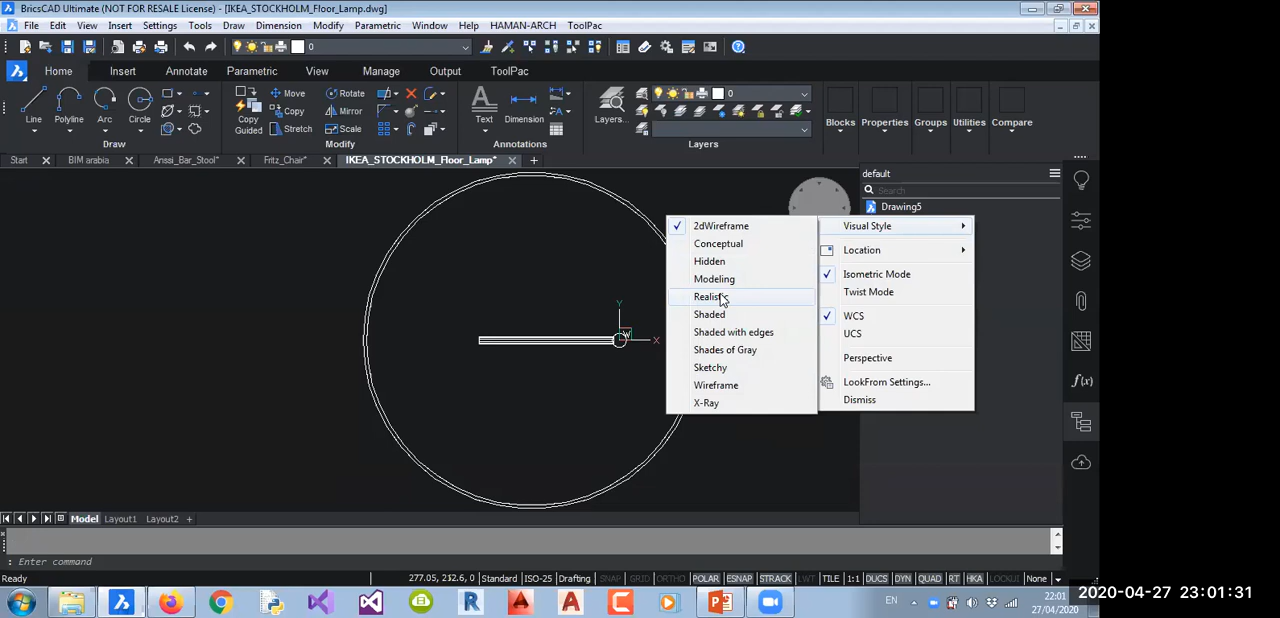 BricsCAD Ultimate (NOT FOR RESALE License) - [IKEA_STOCKHOLM_Floor_Lamp.dwg]
File Edit View Insert Settings Tools Draw Dimension Modify Parametric Window Help HAMAN-ARCH ToolPac
0
Home Insert Annotate Parametric View Manage Output ToolPac
Line Polyline Arc Circle
Draw
Copy Guided
Move Rotate
Copy Mirror
Stretch Scale
Modify
Text Dimension
Annotations
Layers...
0
Layers
Blocks Properties Groups Utilities Compare
Start BIM arabia Anssi_Bar_Stool* Fritz_Chair* IKEA_STOCKHOLM_Floor_Lamp*
default
Search
Drawing5
2dWireframe
Conceptual
Hidden
Modeling
Realistic
Shaded
Shaded with edges
Shades of Gray
Sketchy
Wireframe
X-Ray
Visual Style
Location
Isometric Mode
Twist Mode
WCS
UCS
Perspective
LookFrom Settings...
Dismiss
Y
W
X
f(x)
Model Layout1 Layout2
: Enter command
Ready
277.05, 212.6, 0 Standard ISO-25 Drafting SNAP GRID ORTHO POLAR ESNAP STRACK LWT TILE 1:1 DUCS DYN QUAD RT HKA LOCKUI None
EN
22:01
27/04/2020
2020-04-27 23:01:31